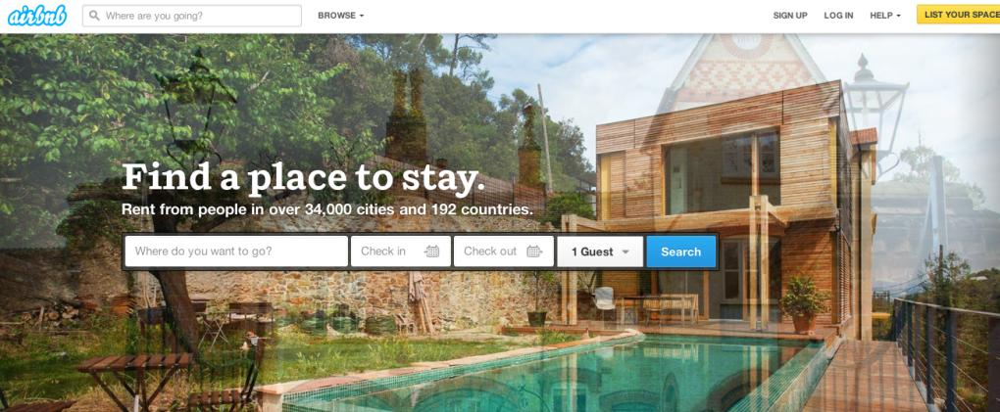 airbnb
Where are you going?
BROWSE
SIGN UP
LOG IN
HELP
LIST YOUR SPACE
Find a place to stay.
Rent from people in over 34,000 cities and 192 countries.
Where do you want to go?
Check in
Check out
1 Guest
Search